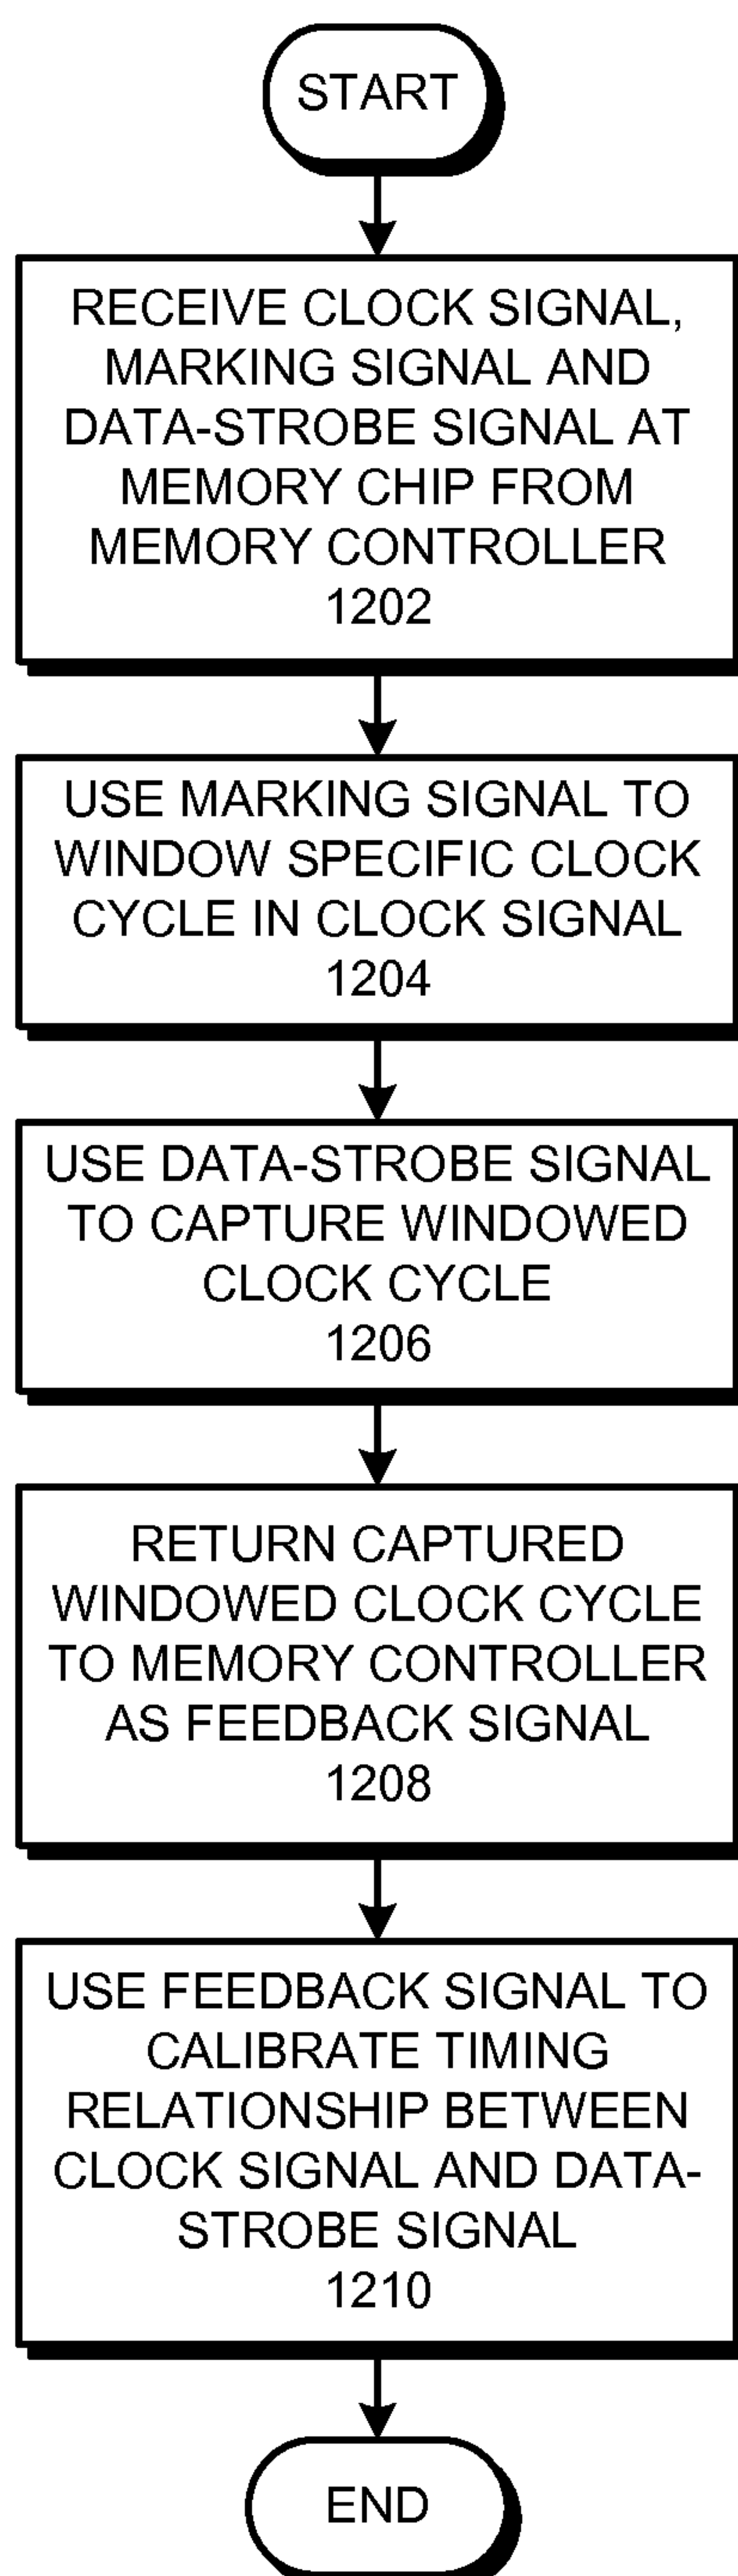 START
RECEIVE CLOCK SIGNAL,
MARKING SIGNAL AND
DATA-STROBE SIGNAL AT
MEMORY CHIP FROM
MEMORY CONTROLLER
1202
USE MARKING SIGNAL TO
WINDOW SPECIFIC CLOCK
CYCLE IN CLOCK SIGNAL
1204
USE DATA-STROBE SIGNAL
TO CAPTURE WINDOWED
CLOCK CYCLE
1206
RETURN CAPTURED
WINDOWED CLOCK CYCLE
TO MEMORY CONTROLLER
AS FEEDBACK SIGNAL
1208
USE FEEDBACK SIGNAL TO
CALIBRATE TIMING
RELATIONSHIP BETWEEN
CLOCK SIGNAL AND DATA-
STROBE SIGNAL
1210
END